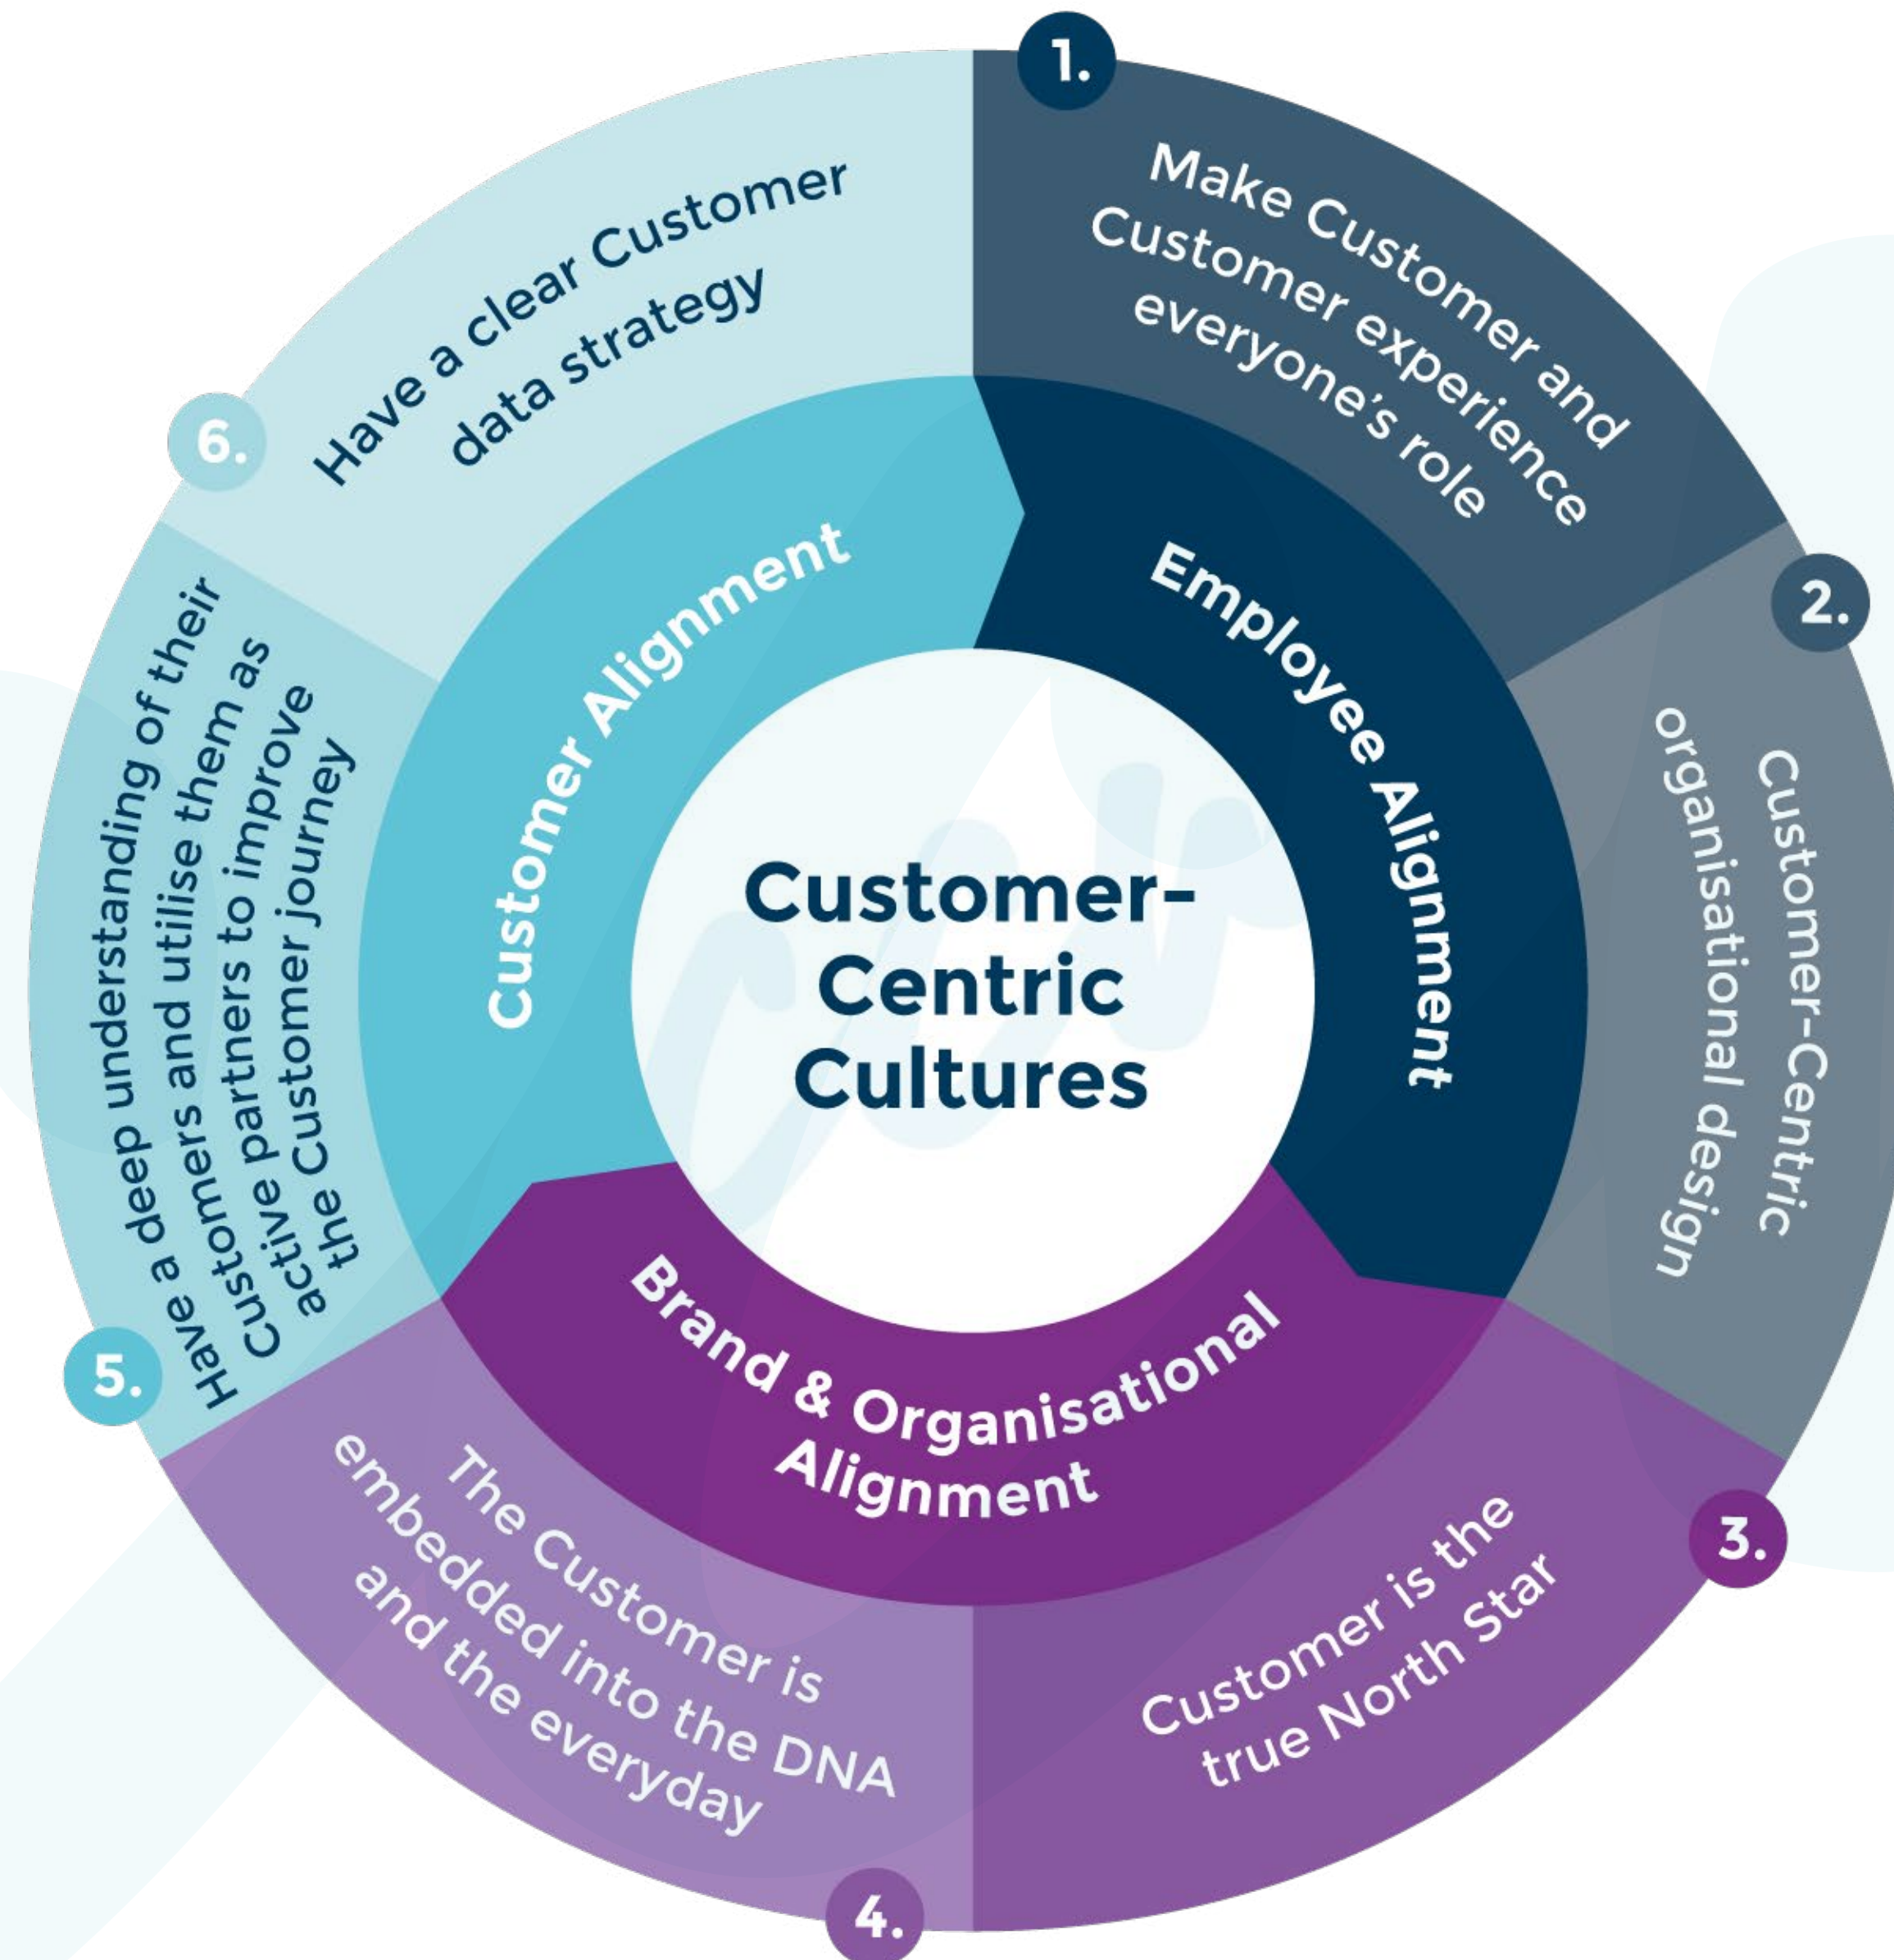 Customer-
Centric
Cultures
Employee Alignment
Brand & Organisational
Alignment
Customer Alignment
1.
Make Customer and
Customer experience
everyone's role
2.
Customer-Centric
organisational design
3.
Customer is the
true North Star
4.
The Customer is
embedded into the DNA
and the everyday
5.
Have a deep understanding of their
Customers and utilise them as
active partners to improve
the Customer journey
6.
Have a clear Customer
data strategy